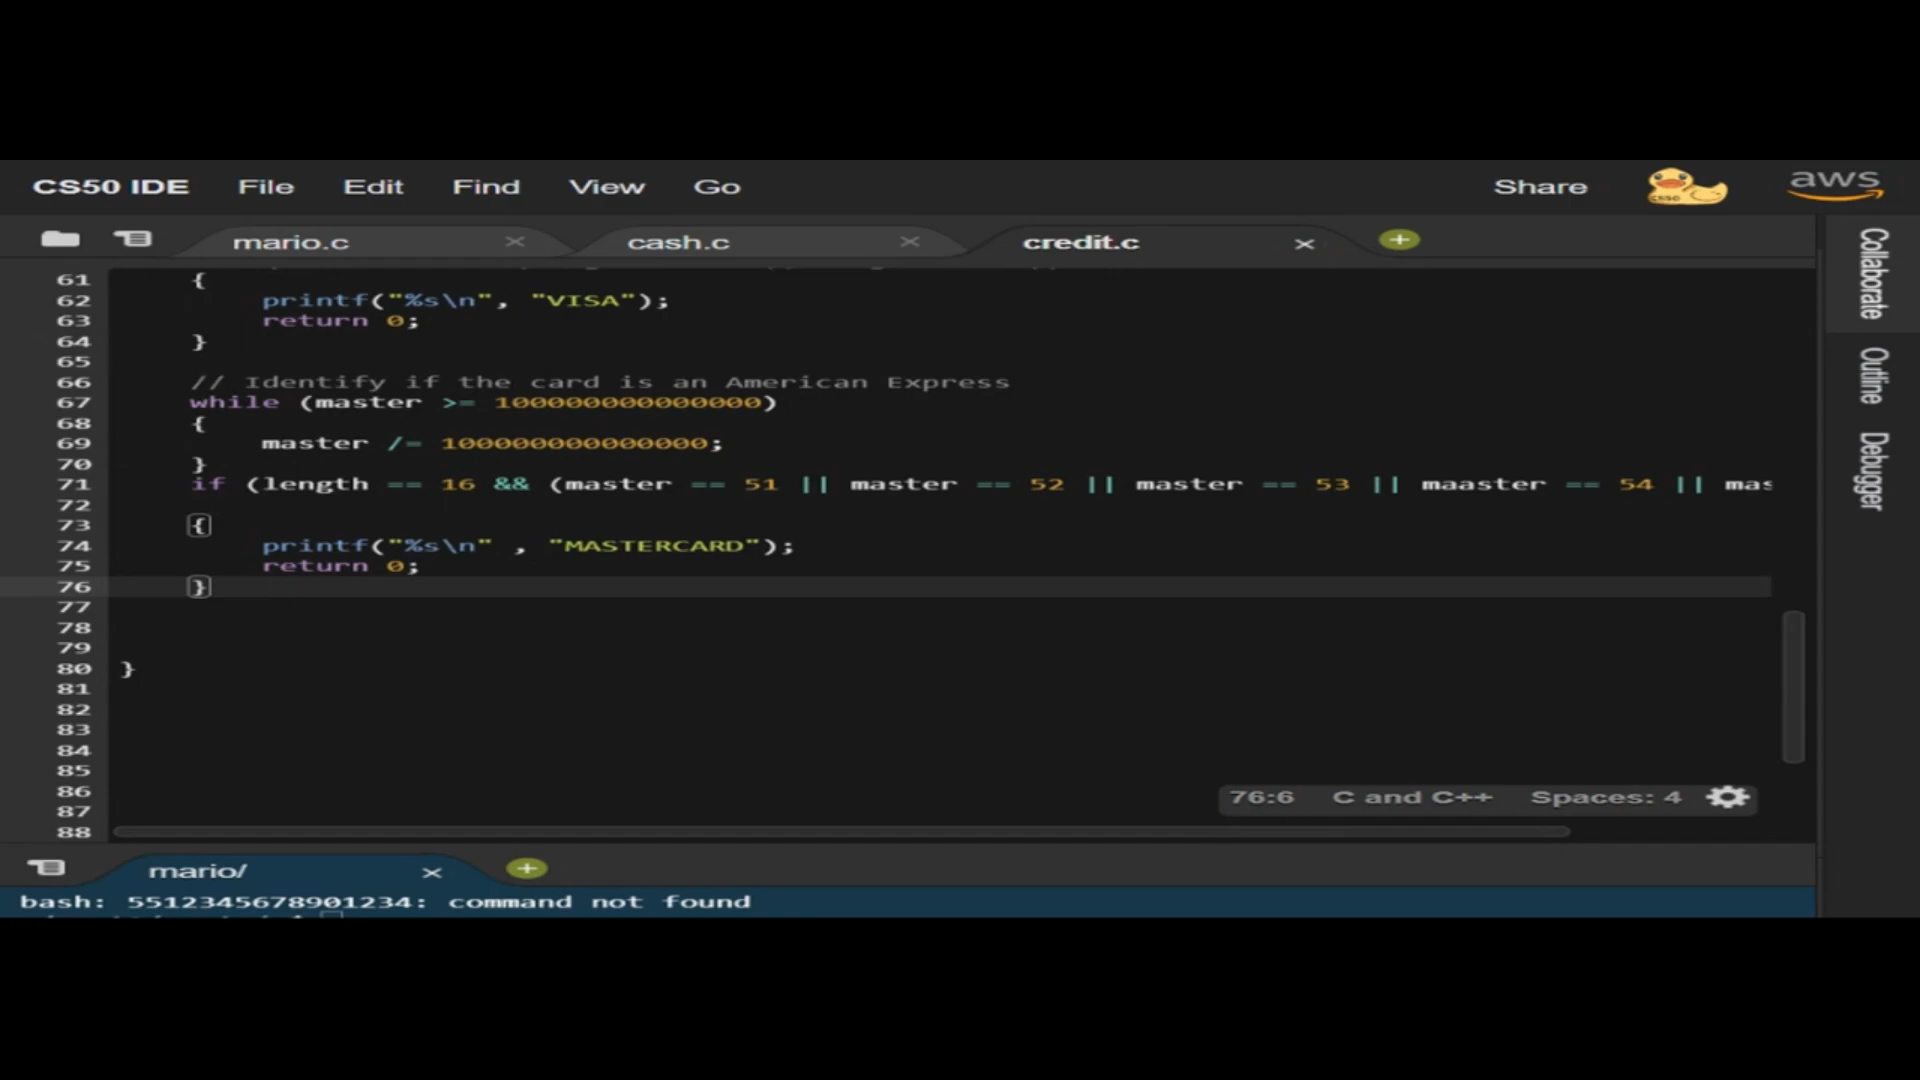 CS50 IDE File Edit Find View Go Share aws
mario.c cash.c credit.c
Collaborate
Outline
Debugger
61 {
62 printf("%s\n", "VISA");
63 return 0;
64 }
65
66 // Identify if the card is an American Express
67 while (master >= 100000000000000)
68 {
69 master /= 100000000000000;
70 }
71 if (length == 16 && (master == 51 || master == 52 || master == 53 || maaster == 54 || mas
72
73 {
74 printf("%s\n" , "MASTERCARD");
75 return 0;
76 }
77
78
79
80 }
81
82
83
84
85
86
87
88
76:6 C and C++ Spaces: 4
mario/
bash: 5512345678901234: command not found